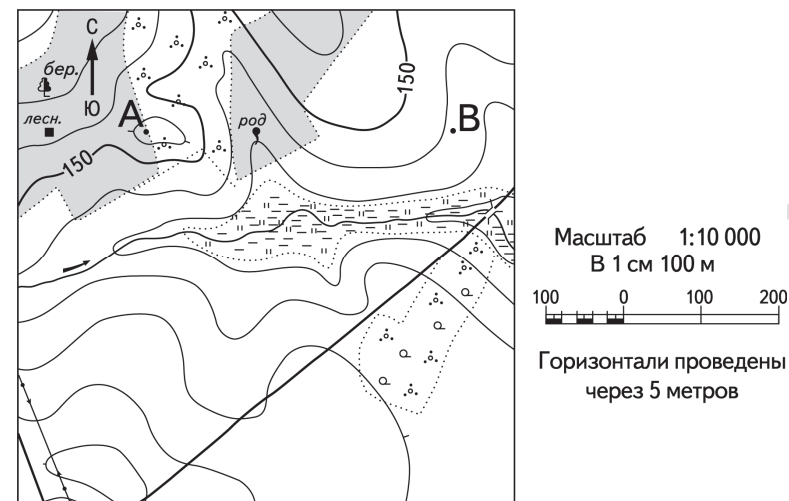 С
бер.
Ю
лесн.
А
род
150
В
150
Масштаб 1:10 000
В 1 см 100 м
100 0 100 200
Горизонтали проведены
через 5 метров